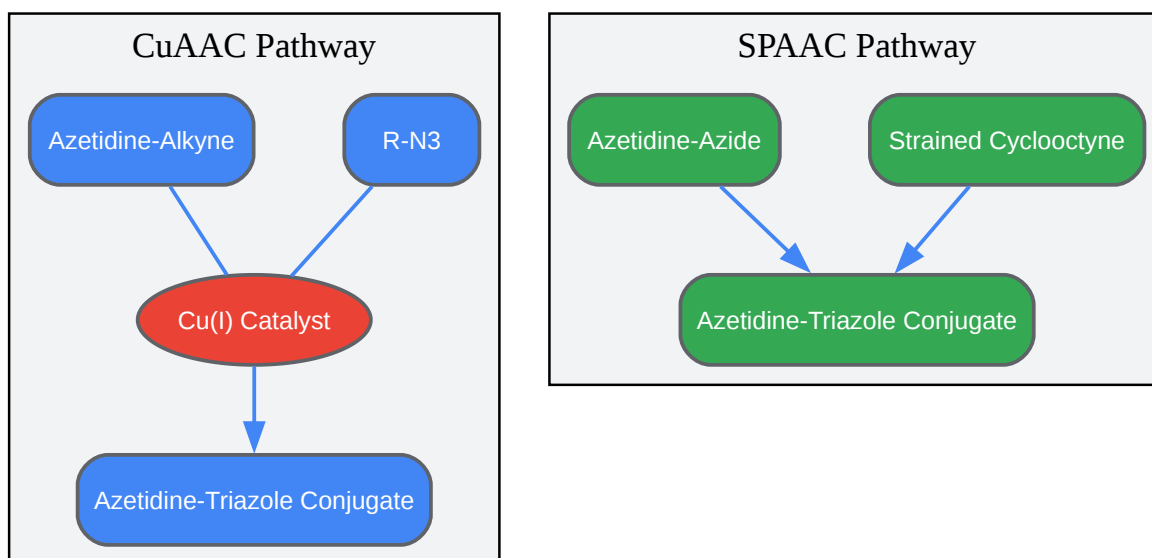 CuAAC Pathway
Azetidine-Alkyne
R-N3
Cu(I) Catalyst
Azetidine-Triazole Conjugate
SPAAC Pathway
Azetidine-Azide
Strained Cyclooctyne
Azetidine-Triazole Conjugate